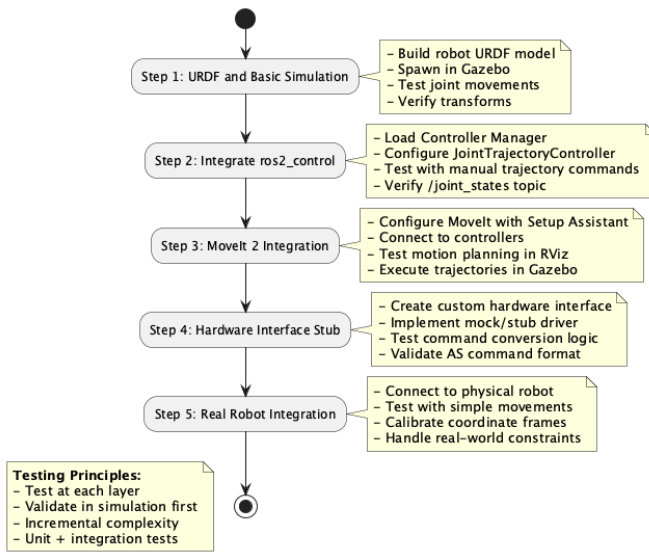 Step 1: URDF and Basic Simulation
- Build robot URDF model
- Spawn in Gazebo
- Test joint movements
- Verify transforms
Step 2: Integrate ros2_control
- Load Controller Manager
- Configure JointTrajectoryController
- Test with manual trajectory commands
- Verify /joint_states topic
Step 3: MoveIt 2 Integration
- Configure MoveIt with Setup Assistant
- Connect to controllers
- Test motion planning in RViz
- Execute trajectories in Gazebo
Step 4: Hardware Interface Stub
- Create custom hardware interface
- Implement mock/stub driver
- Test command conversion logic
- Validate AS command format
Step 5: Real Robot Integration
- Connect to physical robot
- Test with simple movements
- Calibrate coordinate frames
- Handle real-world constraints
Testing Principles:
- Test at each layer
- Validate in simulation first
- Incremental complexity
- Unit + integration tests